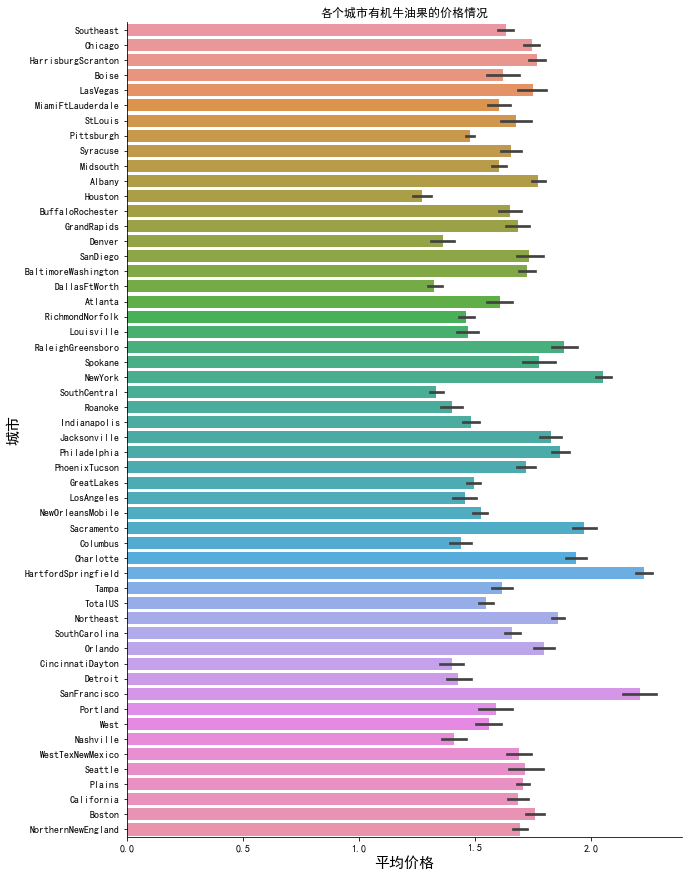 各个城市有机牛油果的价格情况
城市
Southeast
Chicago
HarrisburgScranton
Boise
LasVegas
MiamiFtLauderdale
StLouis
Pittsburgh
Syracuse
Midsouth
Albany
Houston
BuffaloRochester
GrandRapids
Denver
SanDiego
BaltimoreWashington
DallasFtWorth
Atlanta
RichmondNorfolk
Louisville
RaleighGreensboro
Spokane
NewYork
SouthCentral
Roanoke
Indianapolis
Jacksonville
Philadelphia
PhoenixTucson
GreatLakes
LosAngeles
NewOrleansMobile
Sacramento
Columbus
Charlotte
HartfordSpringfield
Tampa
TotalUS
Northeast
SouthCarolina
Orlando
CincinnatiDayton
Detroit
SanFrancisco
Portland
West
Nashville
WestTexNewMexico
Seattle
Plains
California
Boston
NorthernNewEngland
0.0 0.5 1.0 1.5 2.0
平均价格